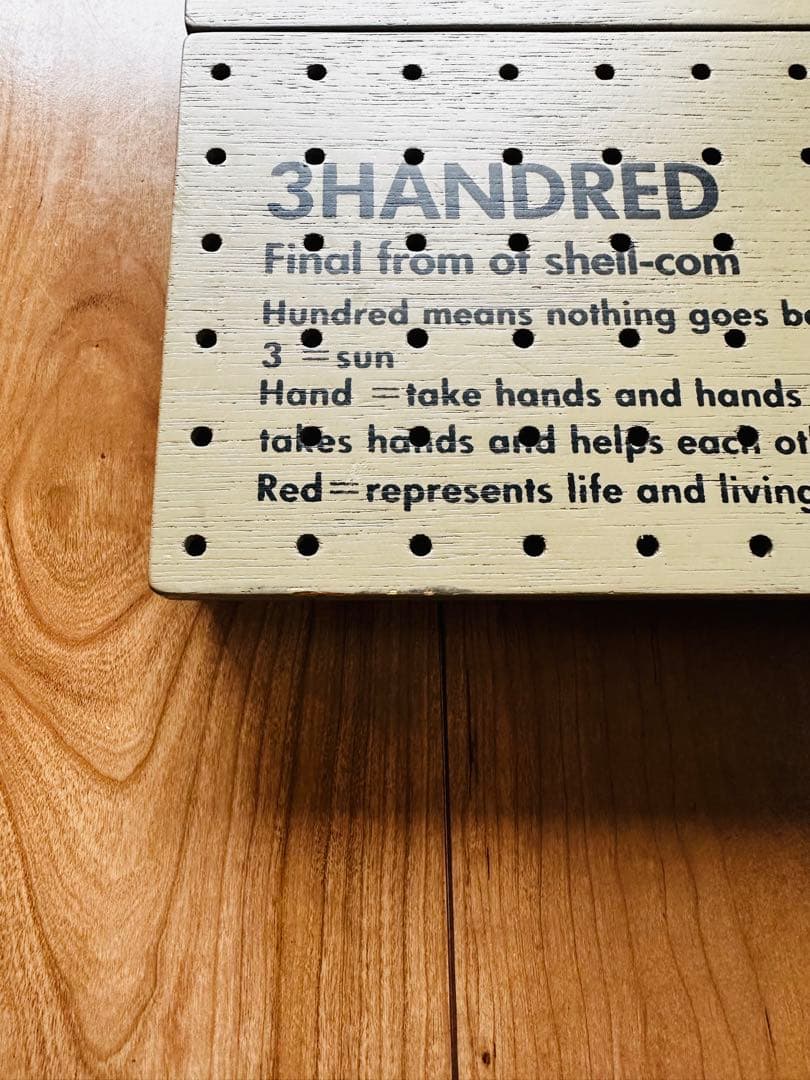 3HANDRED
Final from of shell-com
Hundred means nothing goes
3 =sun
Hand =take hands and hands
takes hands and helps each
Red=represents life and living